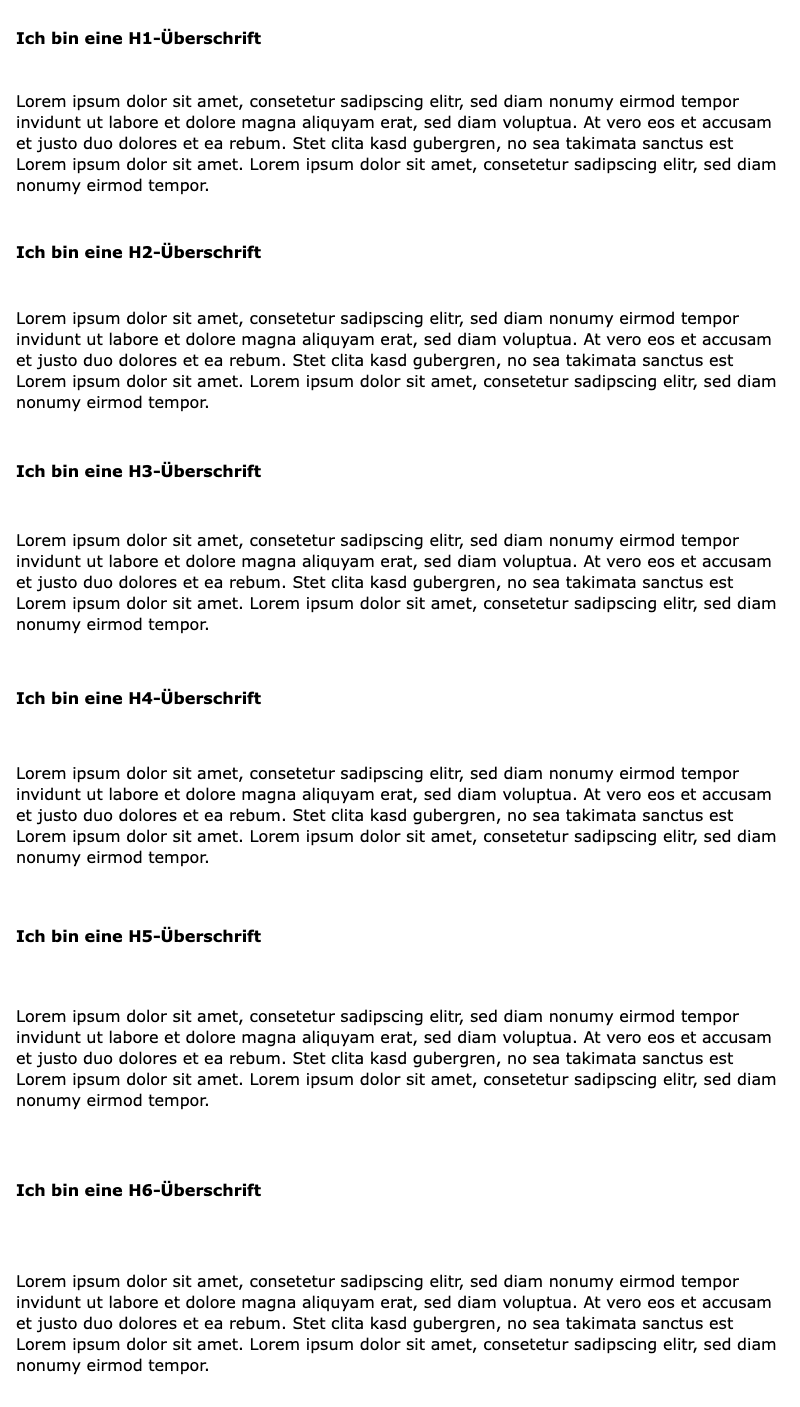 Ich bin eine H1-Überschrift
Lorem ipsum dolor sit amet, consetetur sadipscing elitr, sed diam nonumy eirmod tempor
invidunt ut labore et dolore magna aliquyam erat, sed diam voluptua. At vero eos et accusam
et justo duo dolores et ea rebum. Stet clita kasd gubergren, no sea takimata sanctus est
Lorem ipsum dolor sit amet. Lorem ipsum dolor sit amet, consetetur sadipscing elitr, sed diam
nonumy eirmod tempor.
Ich bin eine H2-Überschrift
Lorem ipsum dolor sit amet, consetetur sadipscing elitr, sed diam nonumy eirmod tempor
invidunt ut labore et dolore magna aliquyam erat, sed diam voluptua. At vero eos et accusam
et justo duo dolores et ea rebum. Stet clita kasd gubergren, no sea takimata sanctus est
Lorem ipsum dolor sit amet. Lorem ipsum dolor sit amet, consetetur sadipscing elitr, sed diam
nonumy eirmod tempor.
Ich bin eine H3-Überschrift
Lorem ipsum dolor sit amet, consetetur sadipscing elitr, sed diam nonumy eirmod tempor
invidunt ut labore et dolore magna aliquyam erat, sed diam voluptua. At vero eos et accusam
et justo duo dolores et ea rebum. Stet clita kasd gubergren, no sea takimata sanctus est
Lorem ipsum dolor sit amet. Lorem ipsum dolor sit amet, consetetur sadipscing elitr, sed diam
nonumy eirmod tempor.
Ich bin eine H4-Überschrift
Lorem ipsum dolor sit amet, consetetur sadipscing elitr, sed diam nonumy eirmod tempor
invidunt ut labore et dolore magna aliquyam erat, sed diam voluptua. At vero eos et accusam
et justo duo dolores et ea rebum. Stet clita kasd gubergren, no sea takimata sanctus est
Lorem ipsum dolor sit amet. Lorem ipsum dolor sit amet, consetetur sadipscing elitr, sed diam
nonumy eirmod tempor.
Ich bin eine H5-Überschrift
Lorem ipsum dolor sit amet, consetetur sadipscing elitr, sed diam nonumy eirmod tempor
invidunt ut labore et dolore magna aliquyam erat, sed diam voluptua. At vero eos et accusam
et justo duo dolores et ea rebum. Stet clita kasd gubergren, no sea takimata sanctus est
Lorem ipsum dolor sit amet. Lorem ipsum dolor sit amet, consetetur sadipscing elitr, sed diam
nonumy eirmod tempor.
Ich bin eine H6-Überschrift
Lorem ipsum dolor sit amet, consetetur sadipscing elitr, sed diam nonumy eirmod tempor
invidunt ut labore et dolore magna aliquyam erat, sed diam voluptua. At vero eos et accusam
et justo duo dolores et ea rebum. Stet clita kasd gubergren, no sea takimata sanctus est
Lorem ipsum dolor sit amet. Lorem ipsum dolor sit amet, consetetur sadipscing elitr, sed diam
nonumy eirmod tempor.